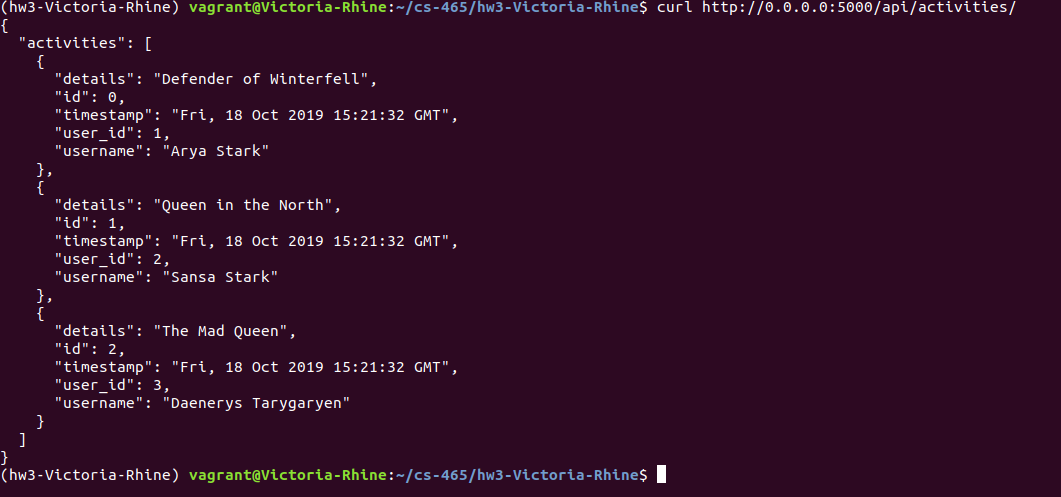 (hw3-Victoria-Rhine) vagrant@Victoria-Rhine:~/cs-465/hw3-Victoria-Rhine$ curl http://0.0.0.0:5000/api/activities/
{
  "activities": [
    {
      "details": "Defender of Winterfell",
      "id": 0,
      "timestamp": "Fri, 18 Oct 2019 15:21:32 GMT",
      "user_id": 1,
      "username": "Arya Stark"
    },
    {
      "details": "Queen in the North",
      "id": 1,
      "timestamp": "Fri, 18 Oct 2019 15:21:32 GMT",
      "user_id": 2,
      "username": "Sansa Stark"
    },
    {
      "details": "The Mad Queen",
      "id": 2,
      "timestamp": "Fri, 18 Oct 2019 15:21:32 GMT",
      "user_id": 3,
      "username": "Daenerys Tarygaryen"
    }
  ]
}
(hw3-Victoria-Rhine) vagrant@Victoria-Rhine:~/cs-465/hw3-Victoria-Rhine$